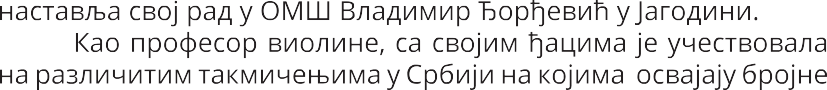 наставља свој рад у ОМШ Владимир Ђорђевић у Јагодини.
Као професор виолине, са својим ђацима је учествовала
на различитим такмичењима у Србији на којима освајају бројне